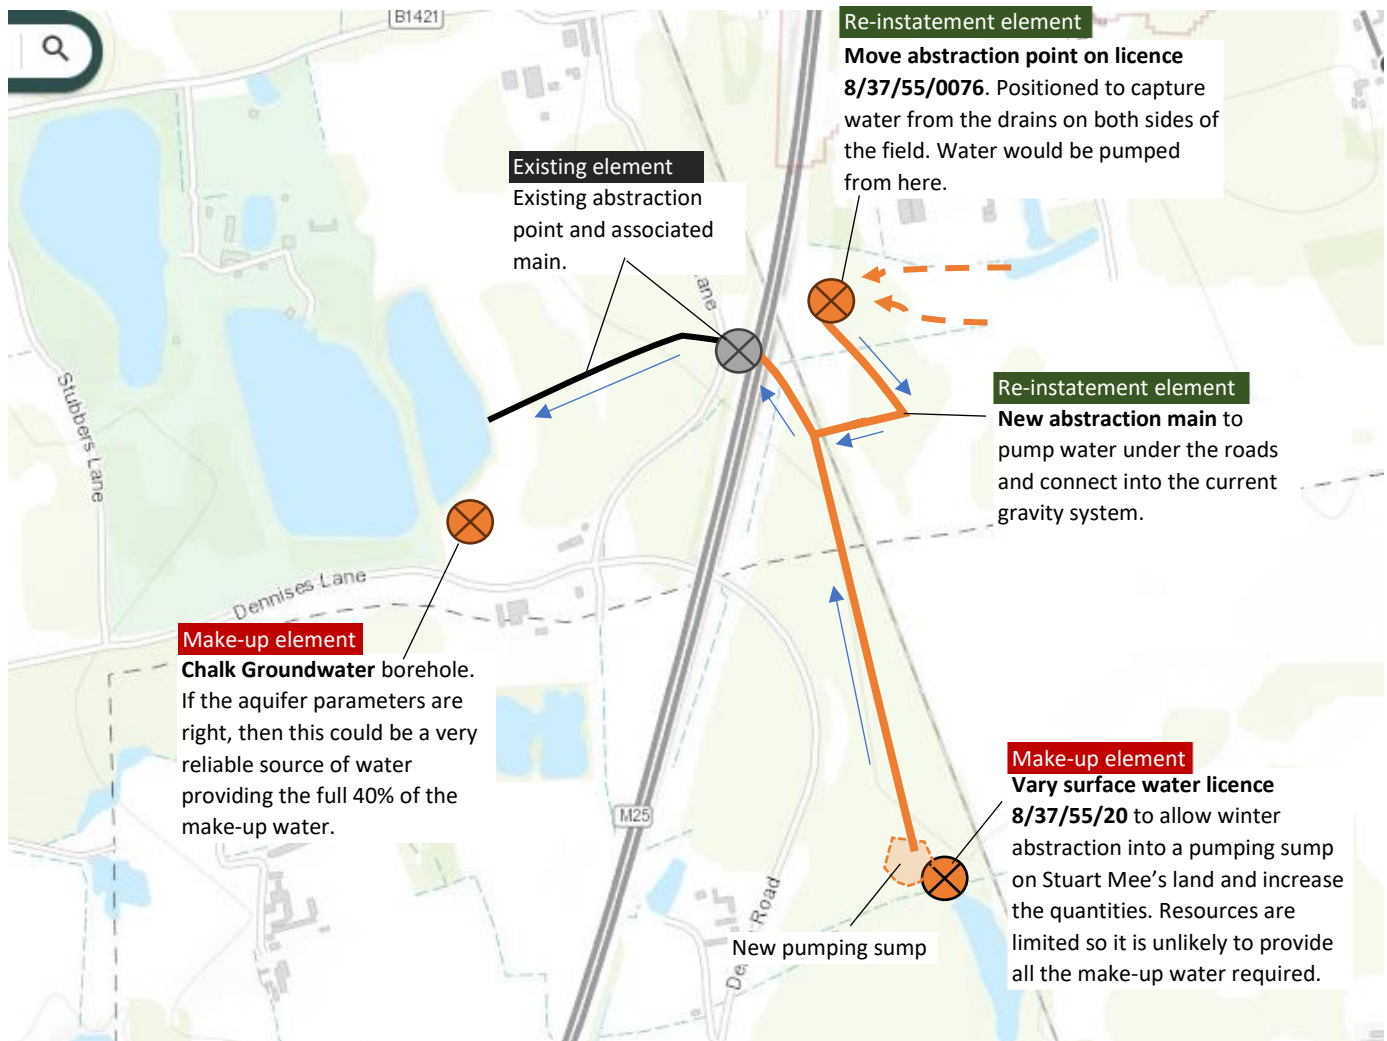 B1421
Re-instatement element
Move abstraction point on licence
8/37/55/0076. Positioned to capture
water from the drains on both sides of
the field. Water would be pumped
from here.
Existing element
Existing abstraction
point and associated
main.
ane
Stubbers Lane
Re-instatement element
New abstraction main to
pump water under the roads
and connect into the current
gravity system.
Dennises Lane
Make-up element
Chalk Groundwater borehole.
If the aquifer parameters are
right, then this could be a very
reliable source of water
providing the full 40% of the
make-up water.
M25
Make-up element
Vary surface water licence
8/37/55/20 to allow winter
abstraction into a pumping sump
on Stuart Mee's land and increase
the quantities. Resources are
limited so it is unlikely to provide
all the make-up water required.
New pumping sump
Road